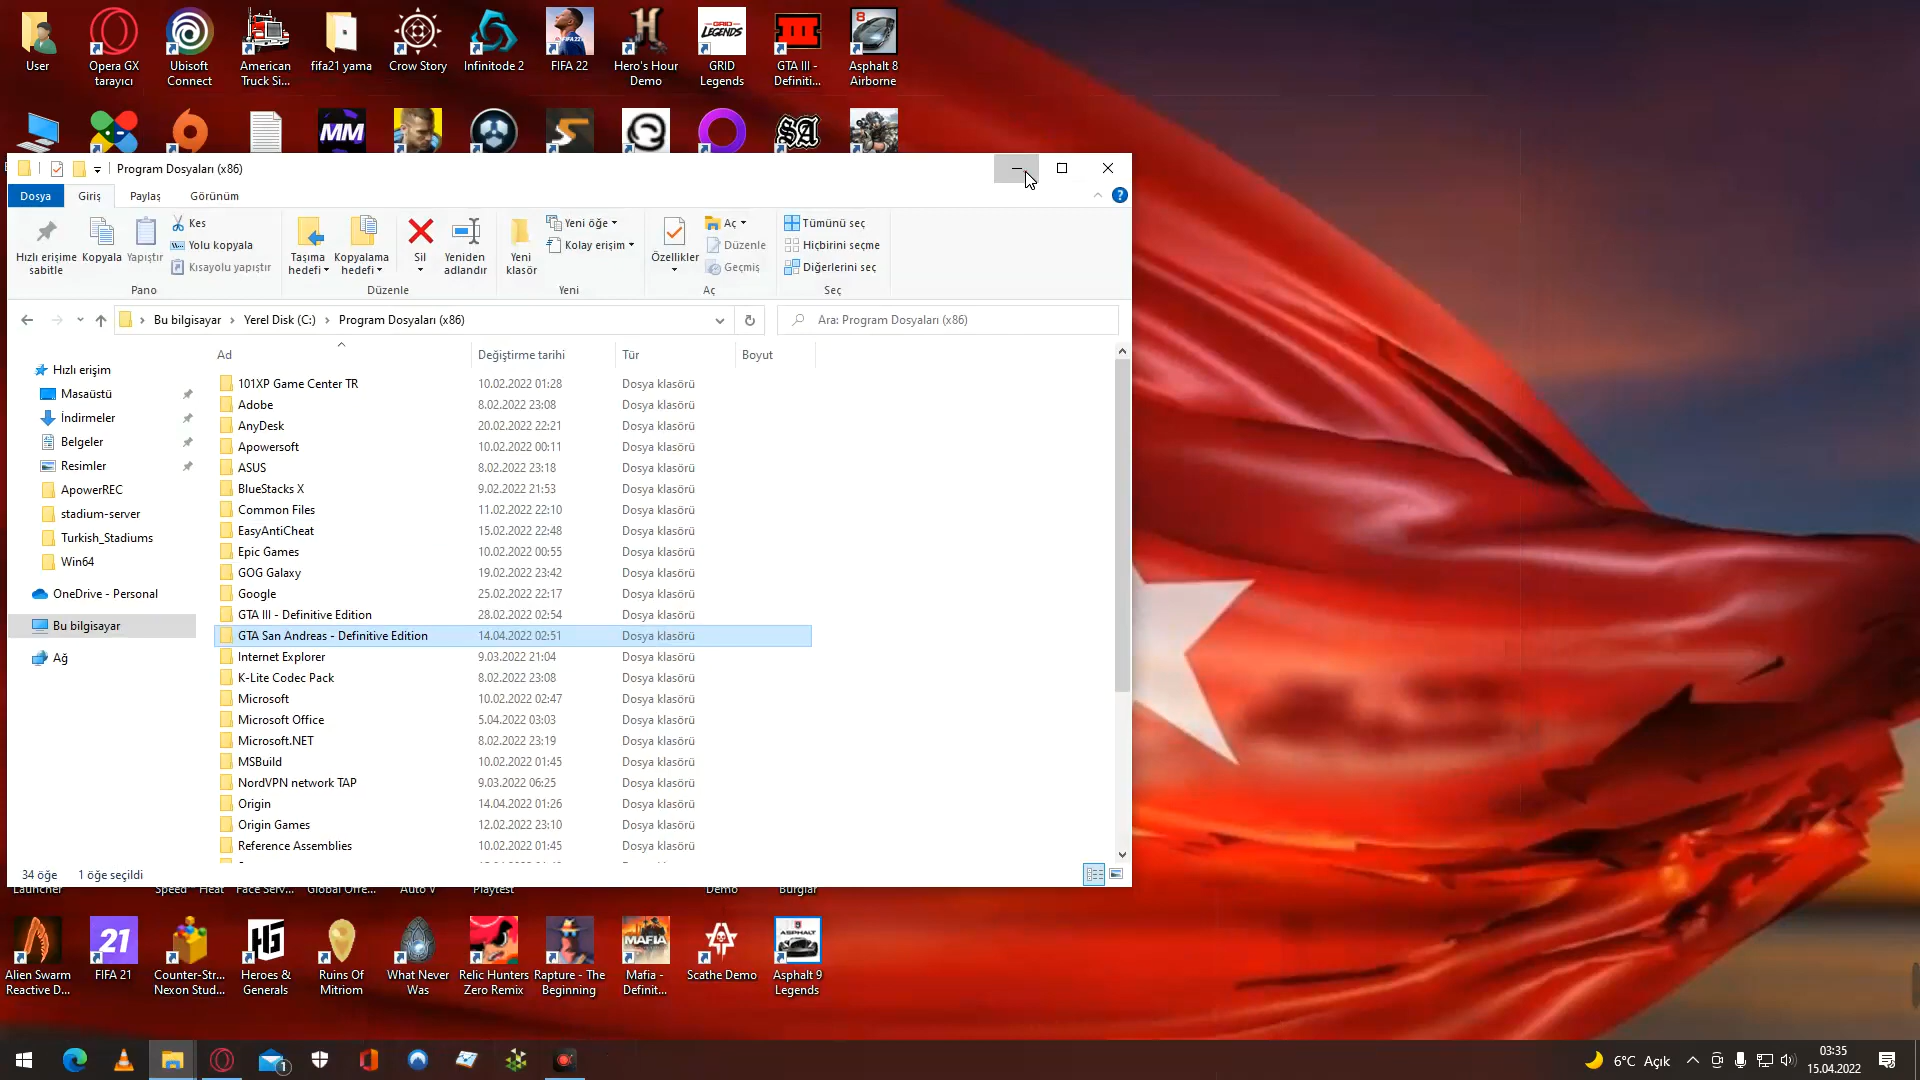 User
Opera GX
tarayıcı
Ubisoft
Connect
American
Truck Si...
fifa21 yama
Crow Story
Infinitode 2
FIFA 22
Hero's Hour
Demo
GRID
LEGENDS
GRID
Legends
GTA III -
Definiti...
8
Asphalt 8
Airborne
MM
SA
Program Dosyaları (x86)
Dosya
Giriş
Paylaş
Görünüm
Hızlı erişime
sabitle
Kopyala
Yapıştır
Kes
Yolu kopyala
Kısayolu yapıştır
Pano
Taşıma
hedefi
Kopyalama
hedefi
Sil
Yeniden
adlandır
Düzenle
Yeni
klasör
Yeni öğe
Kolay erişim
Yeni
Özellikler
Aç
Düzenle
Geçmiş
Aç
Tümünü seç
Hiçbirini seçme
Diğerlerini seç
Seç
Bu bilgisayar
Yerel Disk (C:)
Program Dosyaları (x86)
Ara: Program Dosyaları (x86)
Hızlı erişim
Masaüstü
İndirmeler
Belgeler
Resimler
ApowerREC
stadium-server
Turkish_Stadiums
Win64
OneDrive - Personal
Bu bilgisayar
Ağ
Ad Değiştirme tarihi Tür Boyut
101XP Game Center TR 10.02.2022 01:28 Dosya klasörü
Adobe 8.02.2022 23:08 Dosya klasörü
AnyDesk 20.02.2022 22:21 Dosya klasörü
Apowersoft 10.02.2022 00:11 Dosya klasörü
ASUS 8.02.2022 23:18 Dosya klasörü
BlueStacks X 9.02.2022 21:53 Dosya klasörü
Common Files 11.02.2022 22:10 Dosya klasörü
EasyAntiCheat 15.02.2022 22:48 Dosya klasörü
Epic Games 10.02.2022 00:55 Dosya klasörü
GOG Galaxy 19.02.2022 23:42 Dosya klasörü
Google 25.02.2022 22:17 Dosya klasörü
GTA III - Definitive Edition 28.02.2022 02:54 Dosya klasörü
GTA San Andreas - Definitive Edition 14.04.2022 02:51 Dosya klasörü
Internet Explorer 9.03.2022 21:04 Dosya klasörü
K-Lite Codec Pack 8.02.2022 23:08 Dosya klasörü
Microsoft 10.02.2022 02:47 Dosya klasörü
Microsoft Office 5.04.2022 03:03 Dosya klasörü
Microsoft.NET 8.02.2022 23:19 Dosya klasörü
MSBuild 10.02.2022 01:45 Dosya klasörü
NordVPN network TAP 9.03.2022 06:25 Dosya klasörü
Origin 14.04.2022 01:26 Dosya klasörü
Origin Games 12.02.2022 23:10 Dosya klasörü
Reference Assemblies 10.02.2022 01:45 Dosya klasörü
34 öğe
1 öğe seçildi
Launcher
Speed - Heat
Face Serv...
Global Offe...
Auto V
Playtest
Demo
Burglar
Alien Swarm
Reactive D...
21
FIFA 21
Counter-Str...
Nexon Stud...
HG
Heroes &
Generals
Ruins Of
Mitriom
What Never
Was
Relic Hunters
Zero Remix
Rapture - The
Beginning
MAFIA
Mafia -
Definit...
Scathe Demo
ASPHALT
Asphalt 9
Legends
1
6°C Açık
03:35
15.04.2022